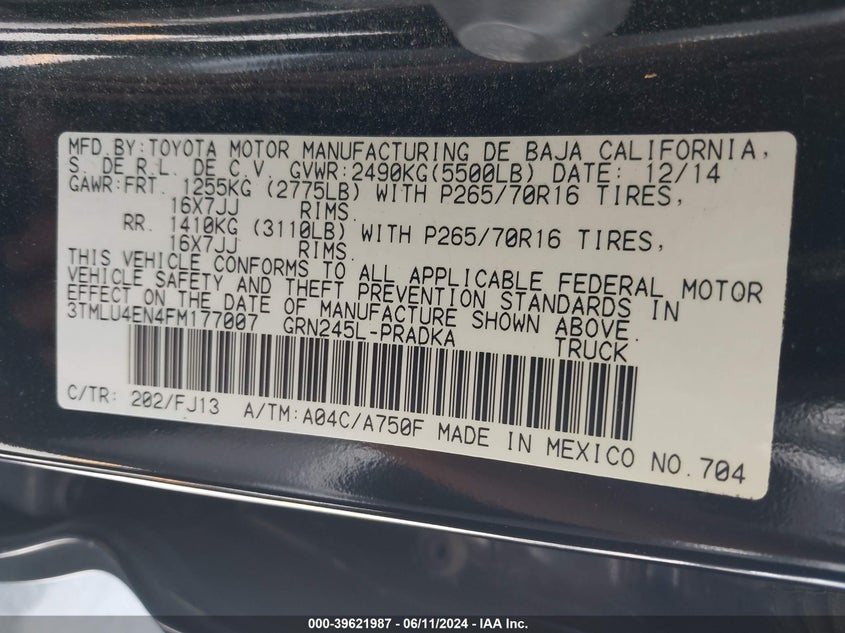 MFD.BY:TOYOTA MOTOR MANUFACTURING DE BAJA CALIFORNIA,
S. DE R.L. DE C.V. GVWR:2490KG(5500LB) DATE: 12/14
GAWR:FRT. 1255KG (2775LB) WITH P265/70R16 TIRES,
16X7JJ RIMS.
RR. 1410KG (3110LB) WITH P265/70R16 TIRES,
16X7JJ RIMS.
THIS VEHICLE CONFORMS TO ALL APPLICABLE FEDERAL MOTOR
VEHICLE SAFETY AND THEFT PREVENTION STANDARDS IN
EFFECT ON THE DATE OF MANUFACTURE SHOWN ABOVE.
3TMLU4EN4FM177007 GRN245L-PRADKA TRUCK
C/TR: 202/FJ13 A/TM:A04C/A750F MADE IN MEXICO NO.704
000-39621987 - 06/11/2024 - IAA Inc.